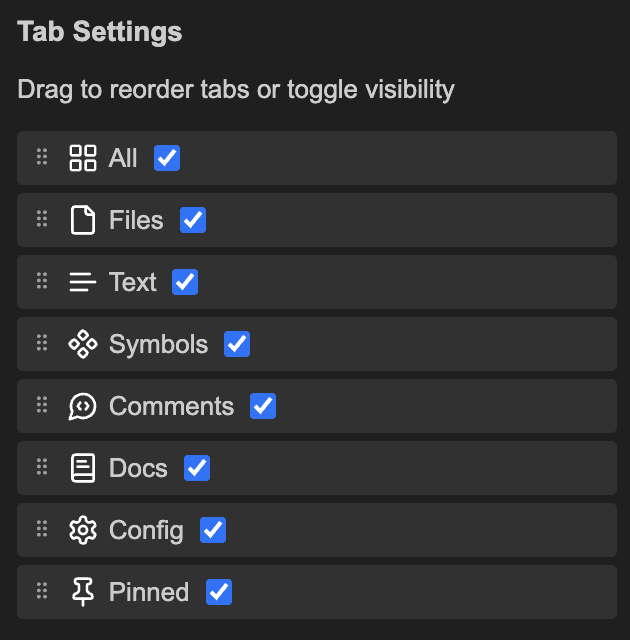 Tab Settings
Drag to reorder tabs or toggle visibility
All
Files
Text
Symbols
Comments
Docs
Config
Pinned